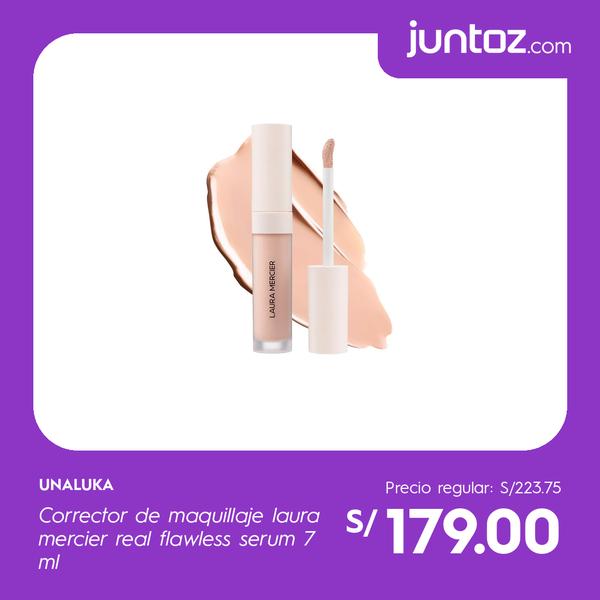 juntoz.com
LAURA MERCIER
UNALUKA
Corrector de maquillaje laura
mercier real flawless serum 7
ml
Precio regular: S/223.75
S/179.00